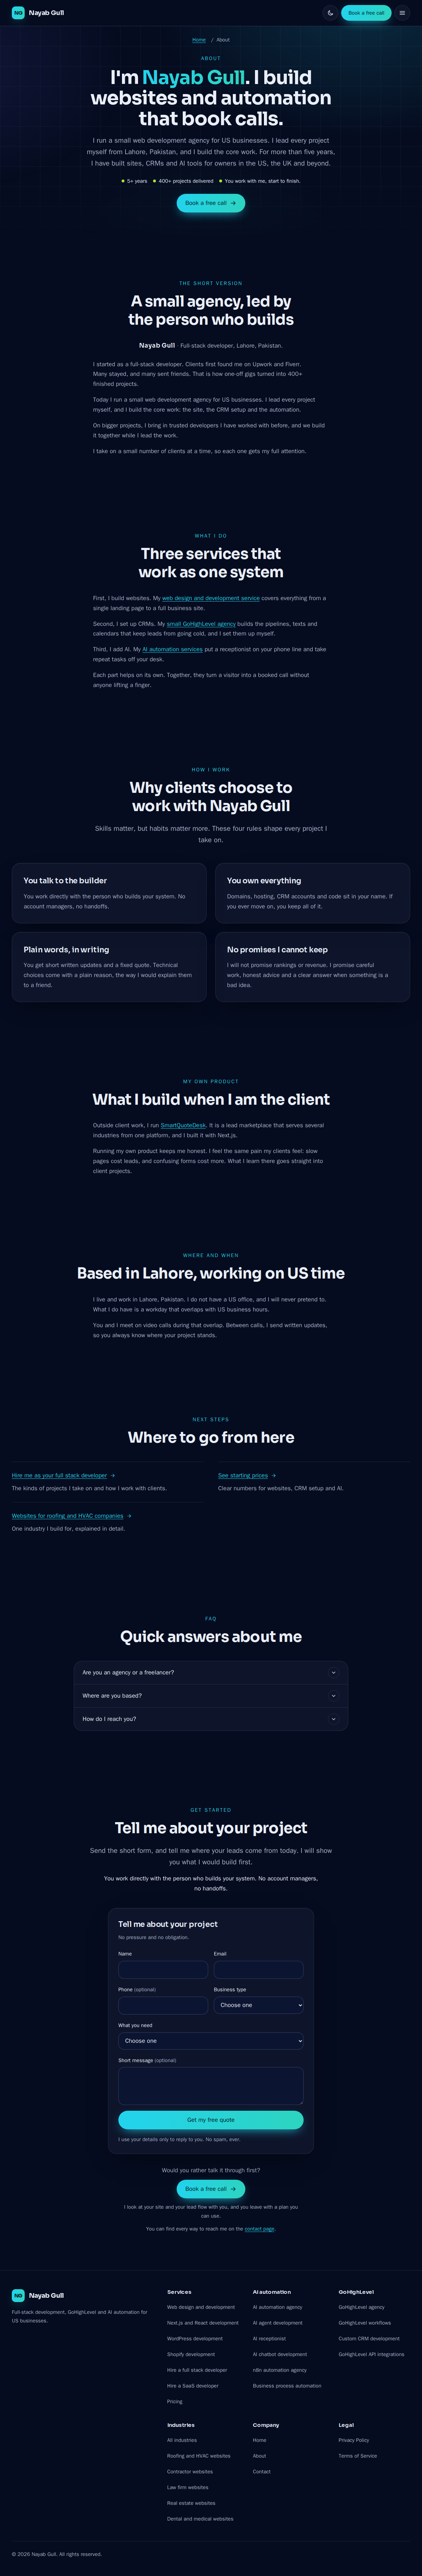 NG Nayab Gull
Book a free call
Home / About
ABOUT
I'm Nayab Gull. I build
websites and automation
that book calls.
I run a small web development agency for US businesses. I lead every project
myself from Lahore, Pakistan, and I build the core work. For more than five years,
I have built sites, CRMs and AI tools for owners in the US, the UK and beyond.
5+ years 400+ projects delivered You work with me, start to finish.
Book a free call →
THE SHORT VERSION
A small agency, led by
the person who builds
Nayab Gull Full-stack developer, Lahore, Pakistan.
I started as a full-stack developer. Clients first found me on Upwork and Fiverr.
Many stayed, and many sent friends. That is how one-off gigs turned into 400+
finished projects.
Today I run a small web development agency for US businesses. I lead every project
myself, and I build the core work: the site, the CRM setup and the automation.
On bigger projects, I bring in trusted developers I have worked with before, and we build
it together while I lead the work.
I take on a small number of clients at a time, so each one gets my full attention.
WHAT I DO
Three services that
work as one system
First, I build websites. My web design and development service covers everything from a
single landing page to a full business site.
Second, I set up CRMs. My small GoHighLevel agency builds the pipelines, texts and
calendars that keep leads from going cold, and I set them up myself.
Third, I add AI. My AI automation services put a receptionist on your phone line and take
repeat tasks off your desk.
Each part helps on its own. Together, they turn a visitor into a booked call without
anyone lifting a finger.
HOW I WORK
Why clients choose to
work with Nayab Gull
Skills matter, but habits matter more. These four rules shape every project I
take on.
You talk to the builder
You work directly with the person who builds your system. No
account managers, no handoffs.
You own everything
Domains, hosting, CRM accounts and code sit in your name. If
you ever move on, you keep all of it.
Plain words, in writing
You get short written updates and a fixed quote. Technical
choices come with a plain reason, the way I would explain them
to a friend.
No promises I cannot keep
I will not promise rankings or revenue. I promise careful
work, honest advice and a clear answer when something is a
bad idea.
MY OWN PRODUCT
What I build when I am the client
Outside client work, I run SmartQuoteDesk. It is a lead marketplace that serves several
industries from one platform, and I built it with Next.js.
Running my own product keeps me honest. I feel the same pain my clients feel: slow
pages cost leads, and confusing forms cost more. What I learn there goes straight into
client projects.
WHERE AND WHEN
Based in Lahore, working on US time
I live and work in Lahore, Pakistan. I do not have a US office, and I will never pretend to.
What I do have is a workday that overlaps with US business hours.
You and I meet on video calls during that overlap. Between calls, I send written updates,
so you always know where your project stands.
NEXT STEPS
Where to go from here
Hire me as your full stack developer →
The kinds of projects I take on and how I work with clients.
See starting prices →
Clear numbers for websites, CRM setup and AI.
Websites for roofing and HVAC companies →
One industry I build for, explained in detail.
FAQ
Quick answers about me
Are you an agency or a freelancer?
Where are you based?
How do I reach you?
GET STARTED
Tell me about your project
Send the short form, and tell me where your leads come from today. I will show
you what I would build first.
You work directly with the person who builds your system. No account managers,
no handoffs.
Tell me about your project
No pressure and no obligation.
Name
Email
Phone (optional)
Business type
Choose one
What you need
Choose one
Short message (optional)
Get my free quote
I use your details only to reply to you. No spam, ever.
Would you rather talk it through first?
Book a free call →
I look at your site and your lead flow with you, and you leave with a plan you
can use.
You can find every way to reach me on the contact page.
NG Nayab Gull
Full-stack development, GoHighLevel and AI automation for
US businesses.
Services
Web design and development
Next.js and React development
WordPress development
Shopify development
Hire a full stack developer
Hire a SaaS developer
Pricing
AI automation
AI automation agency
AI agent development
AI receptionist
AI chatbot development
n8n automation agency
Business process automation
GoHighLevel
GoHighLevel agency
GoHighLevel workflows
Custom CRM development
GoHighLevel API integrations
Industries
All industries
Roofing and HVAC websites
Contractor websites
Law firm websites
Real estate websites
Dental and medical websites
Company
Home
About
Contact
Legal
Privacy Policy
Terms of Service
© 2026 Nayab Gull. All rights reserved.